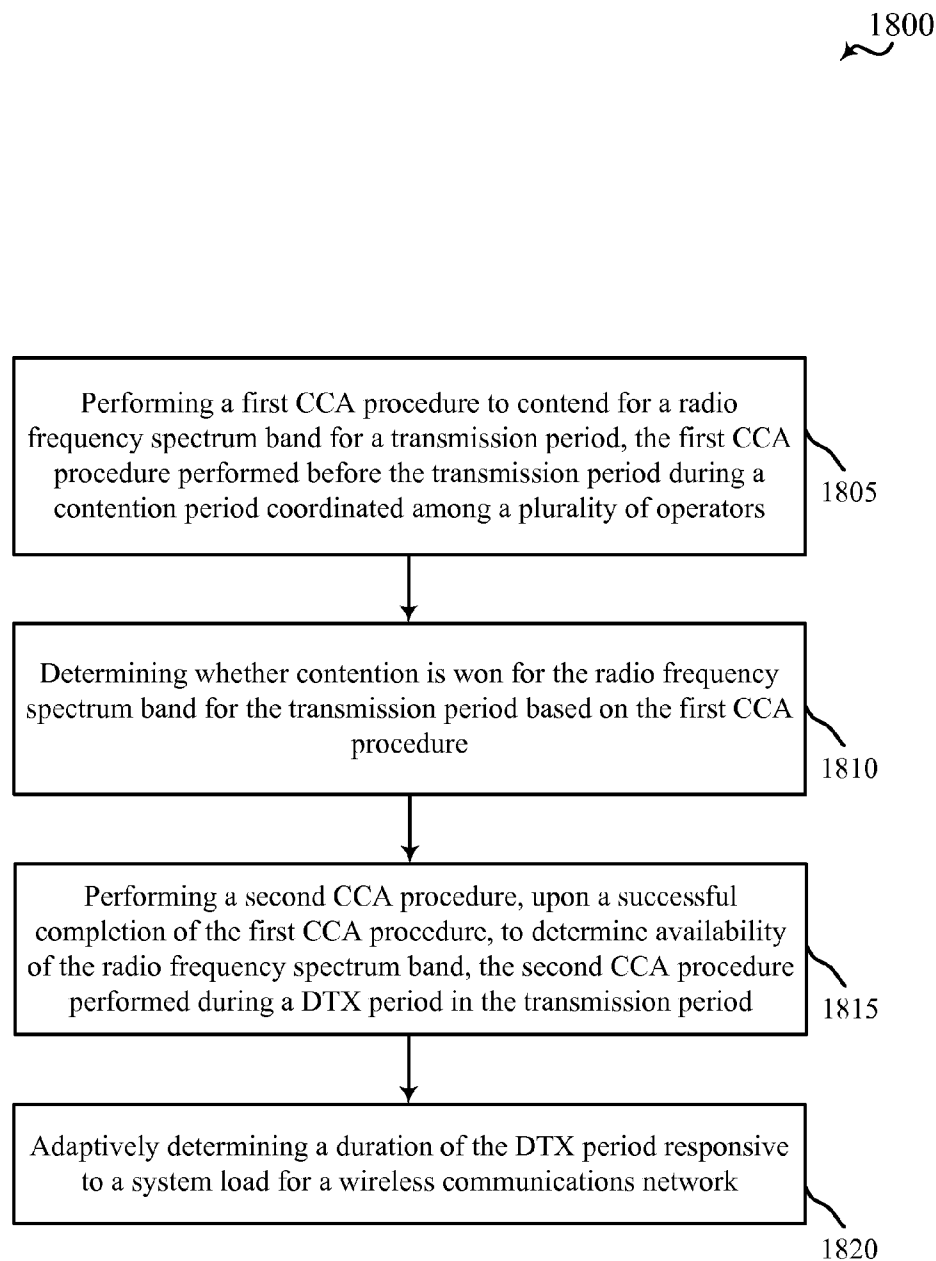 1800
Performing a first CCA procedure to contend for a radio
frequency spectrum band for a transmission period, the first CCA
procedure performed before the transmission period during a
contention period coordinated among a plurality of operators
1805
Determining whether contention is won for the radio frequency
spectrum band for the transmission period based on the first CCA
procedure
1810
Performing a second CCA procedure, upon a successful
completion of the first CCA procedure, to determine availability
of the radio frequency spectrum band, the second CCA procedure
performed during a DTX period in the transmission period
1815
Adaptively determining a duration of the DTX period responsive
to a system load for a wireless communications network
1820